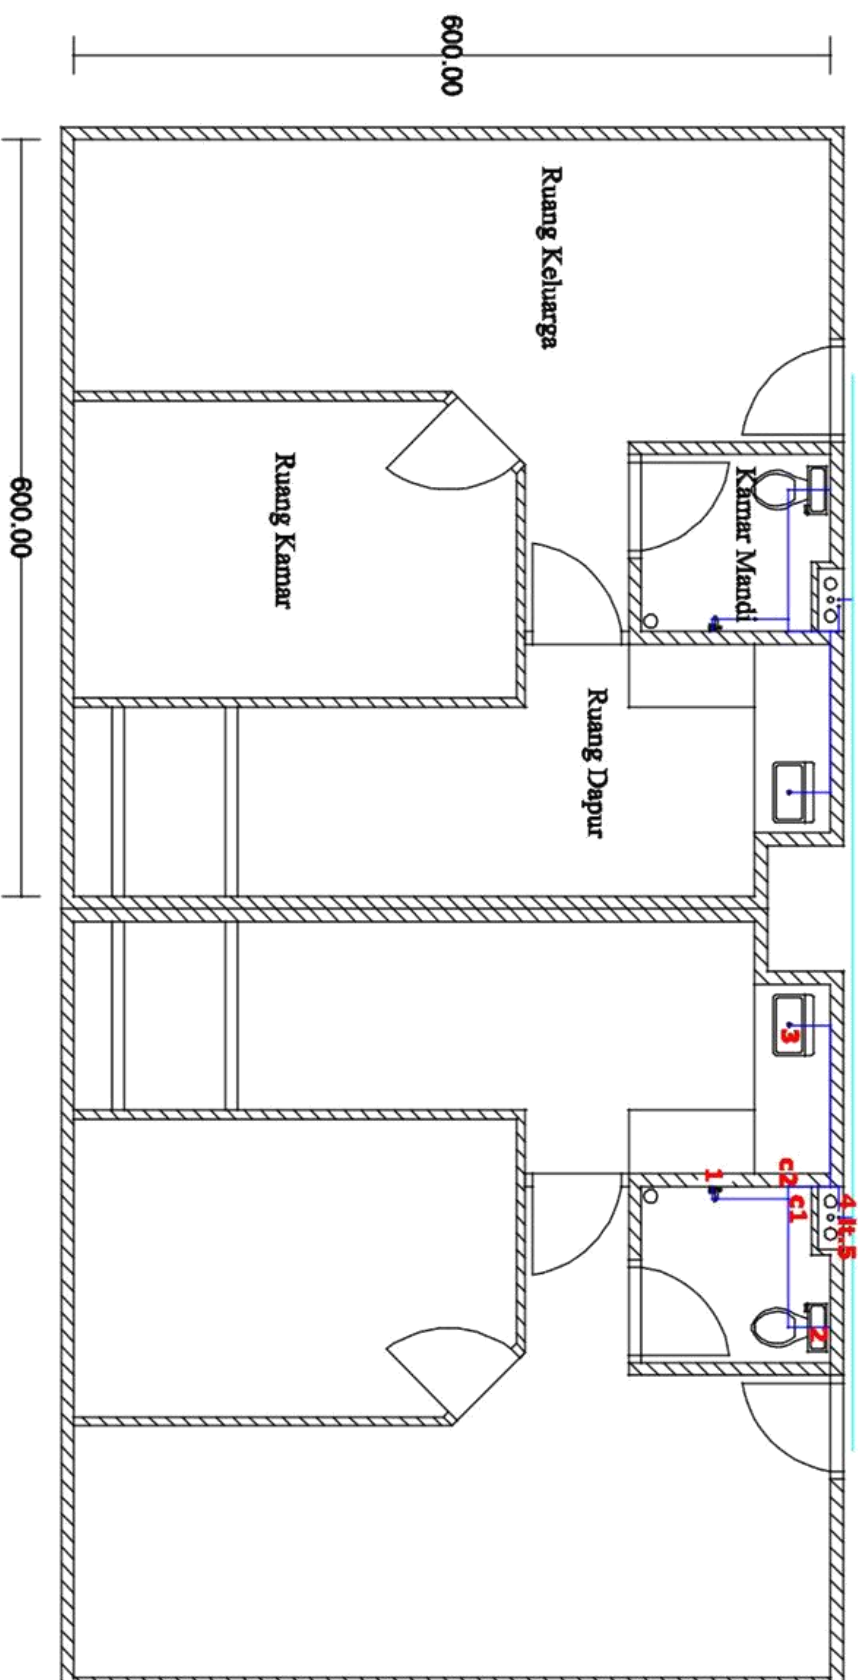 600.00
600.00
Ruang Keluarga
Ruang Kamar
Kamar Mandi
Ruang Dapur
3
1
c2
c1
4 lt.5
2